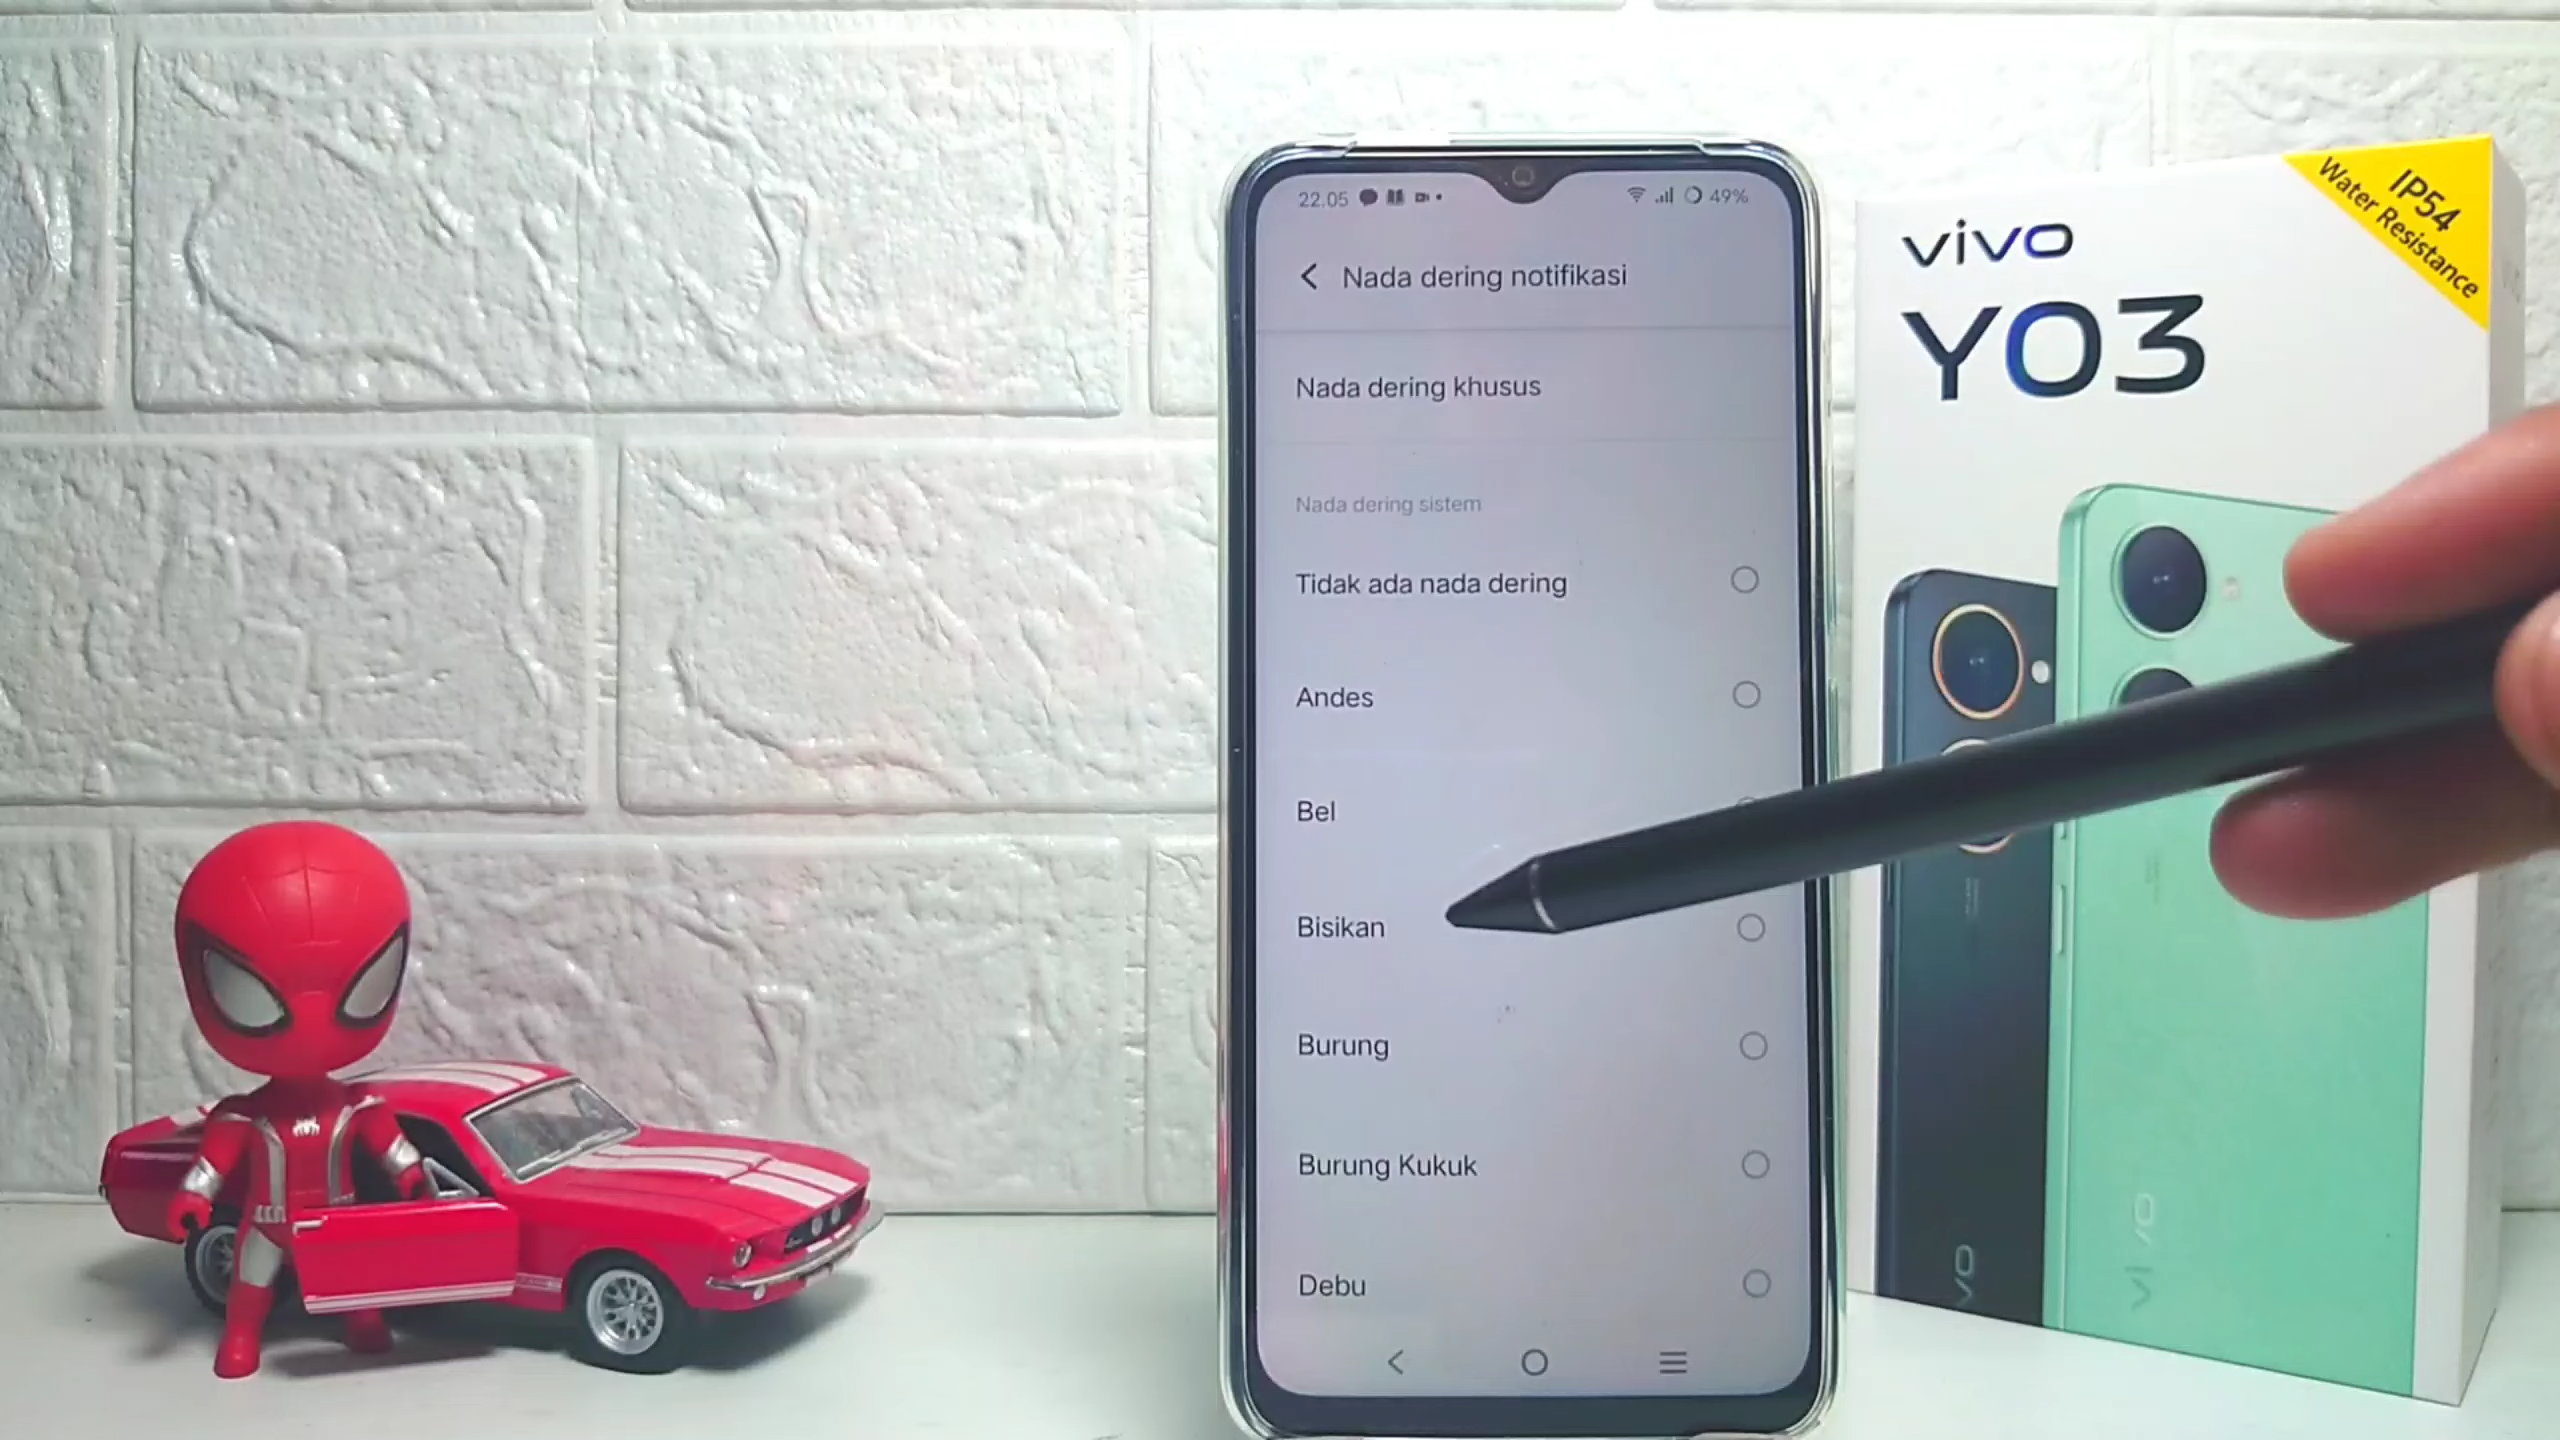 22.05
49%
Nada dering notifikasi
Nada dering khusus
Nada dering sistem
Tidak ada nada dering
Andes
Bel
Bisikan
Burung
Burung Kukuk
Debu
vivo
Y03
IP54
Water Resistance
vivo